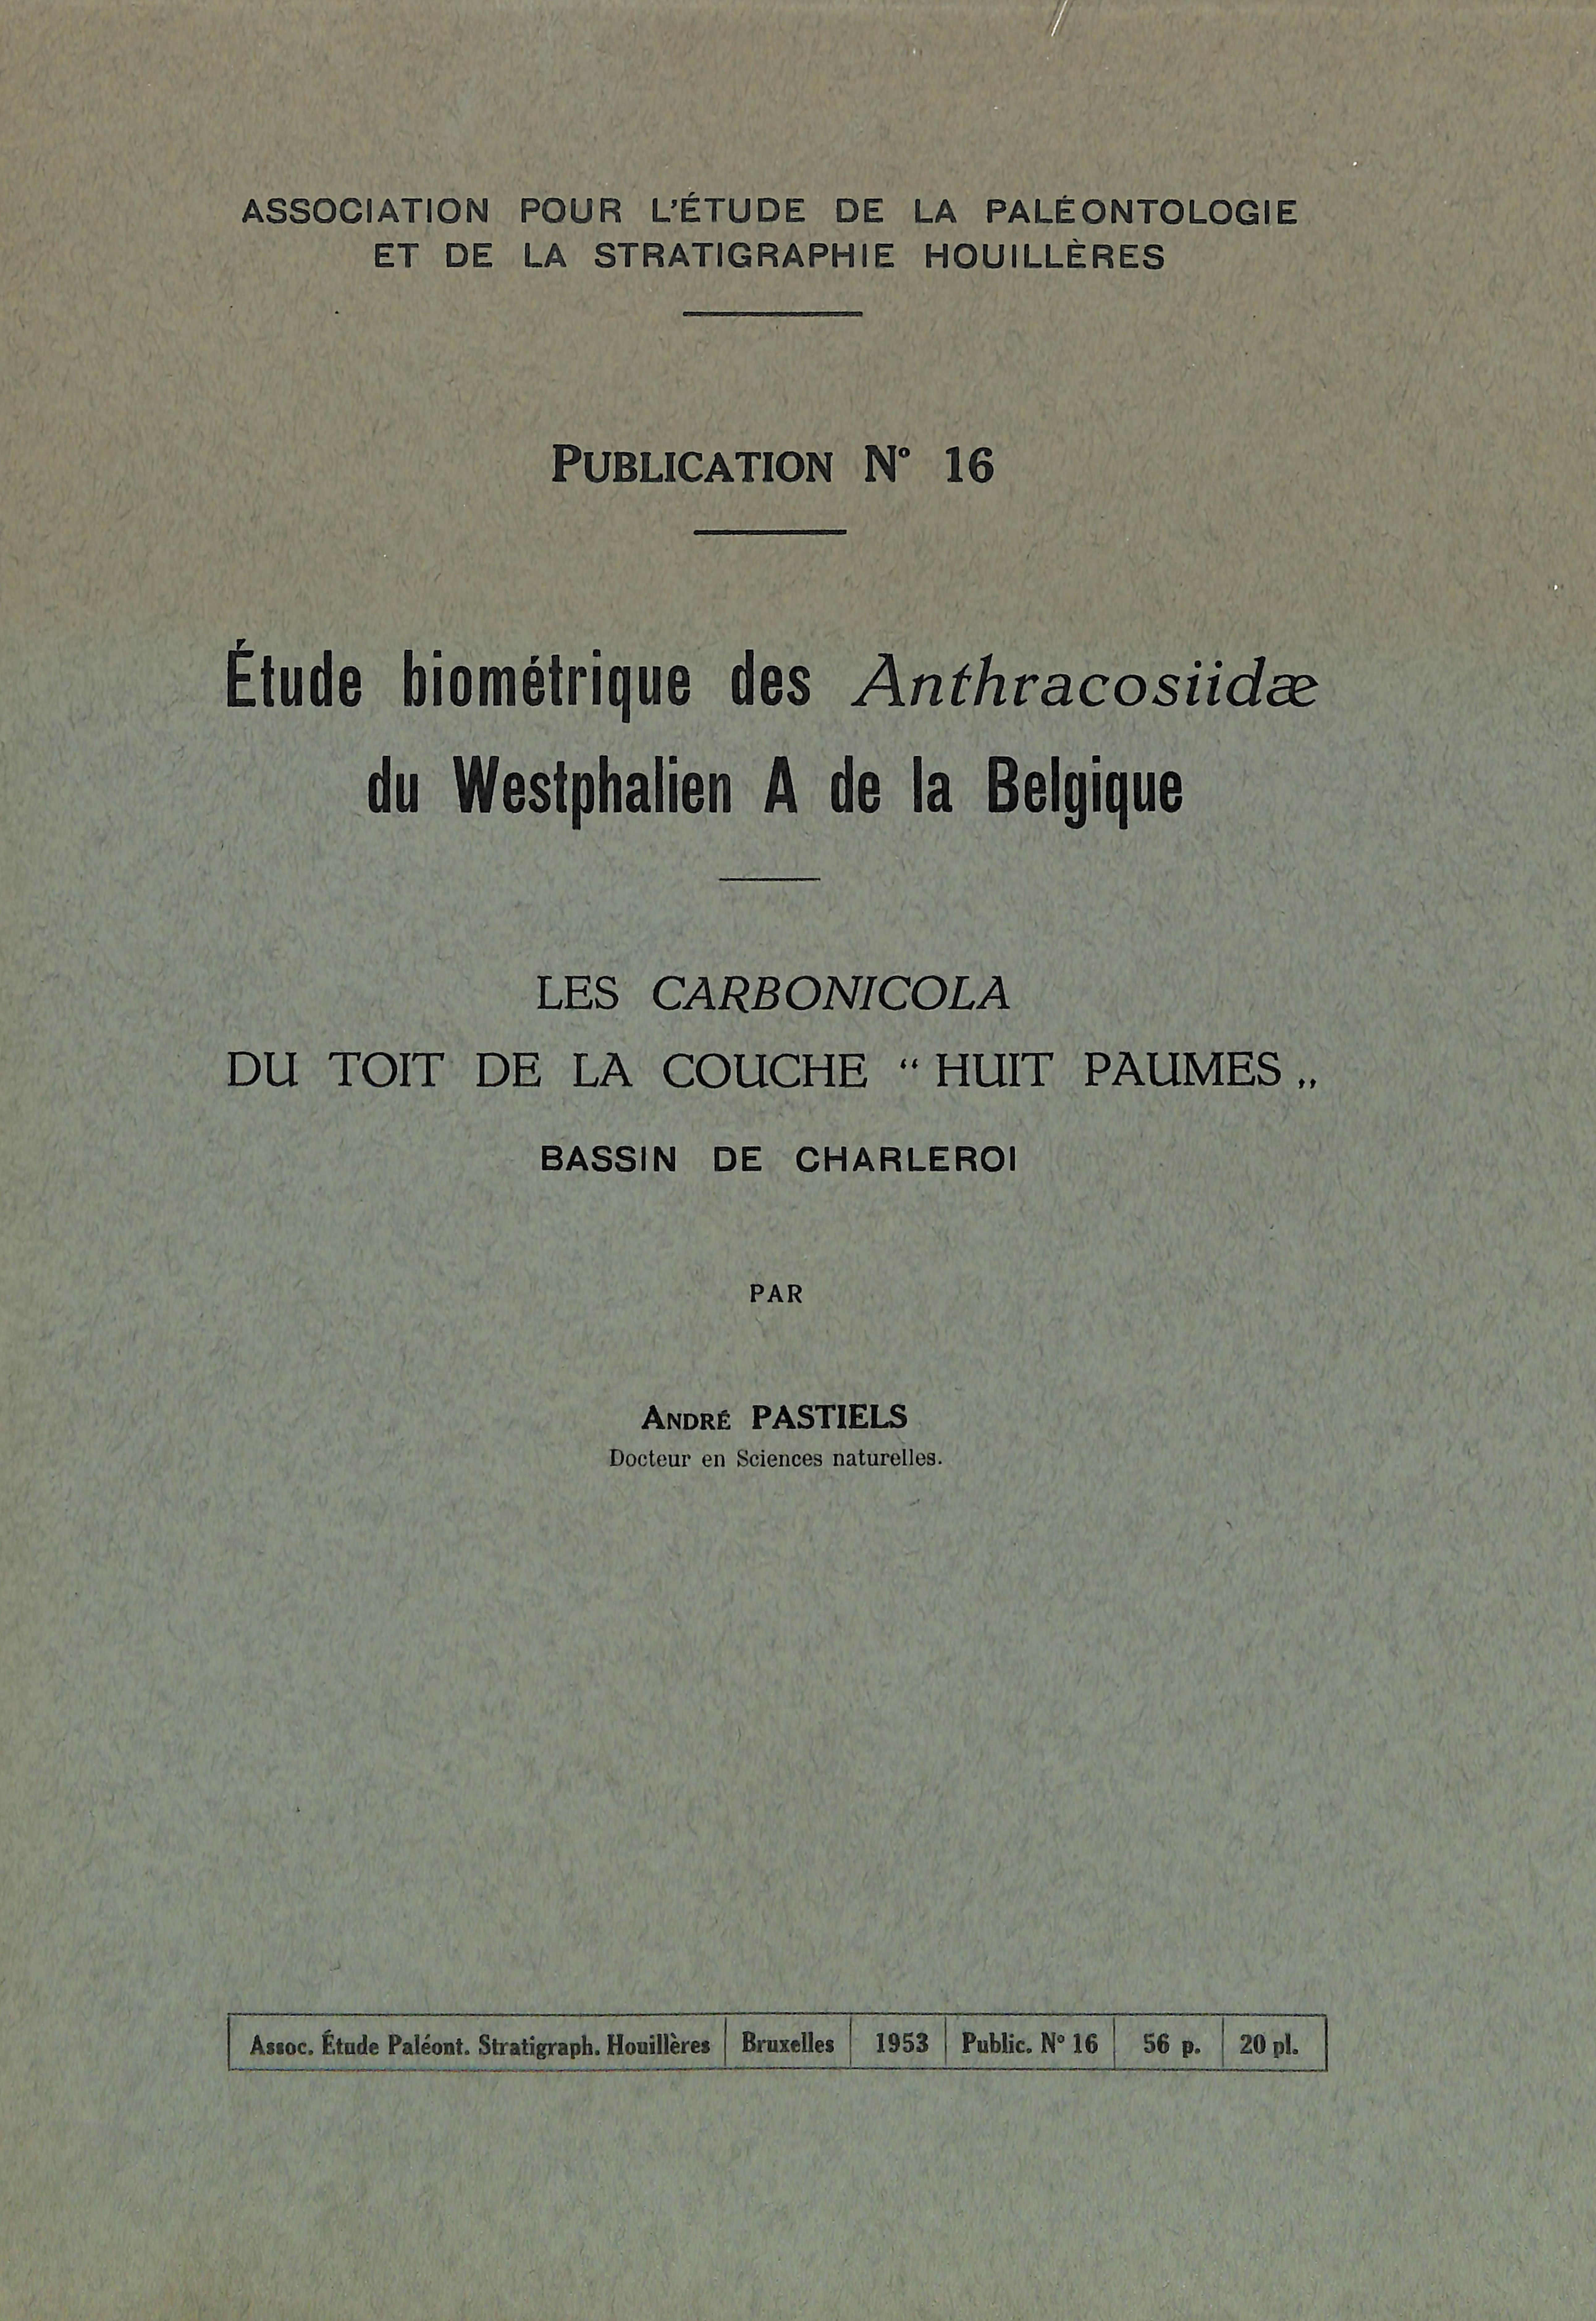 ASSOCIATION POUR L'ÉTUDE DE LA PALÉONTOLOGIE
ET DE LA STRATIGRAPHIE HOUILLÈRES
PUBLICATION N° 16
Étude biométrique des Anthracosiidæ
du Westphalien A de la Belgique
LES CARBONICOLA
DU TOIT DE LA COUCHE “ HUIT PAUMES „
BASSIN DE CHARLEROI
PAR
ANDRÉ PASTIELS
Docteur en Sciences naturelles.
Assoc. Étude Paléont. Stratigraph. Houillères | Bruxelles | 1953 | Public. N° 16 | 56 p. | 20 pl.